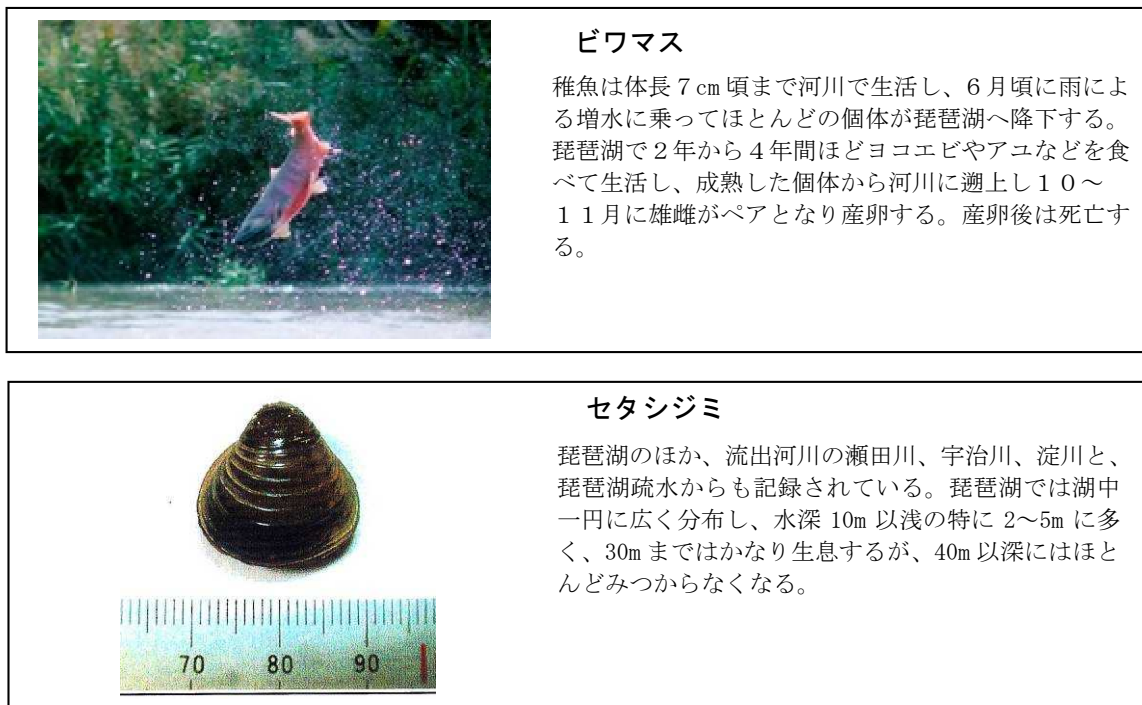 ビワマス
稚魚は体長７cm 頃まで河川で生活し、６月頃に雨によ
る増水に乗ってほとんどの個体が琵琶湖へ降下する。
琵琶湖で２年から４年間ほどヨコエビやアユなどを食
べて生活し、成熟した個体から河川に遡上し１０～
１１月に雄雌がペアとなり産卵する。産卵後は死亡す
る。
セタシジミ
琵琶湖のほか、流出河川の瀬田川、宇治川、淀川と、
琵琶湖疏水からも記録されている。琵琶湖では湖中
一円に広く分布し、水深 10m 以浅の特に 2～5m に多
く、30m まではかなり生息するが、40m 以深にはほと
んどみつからなくなる。
70 80 90